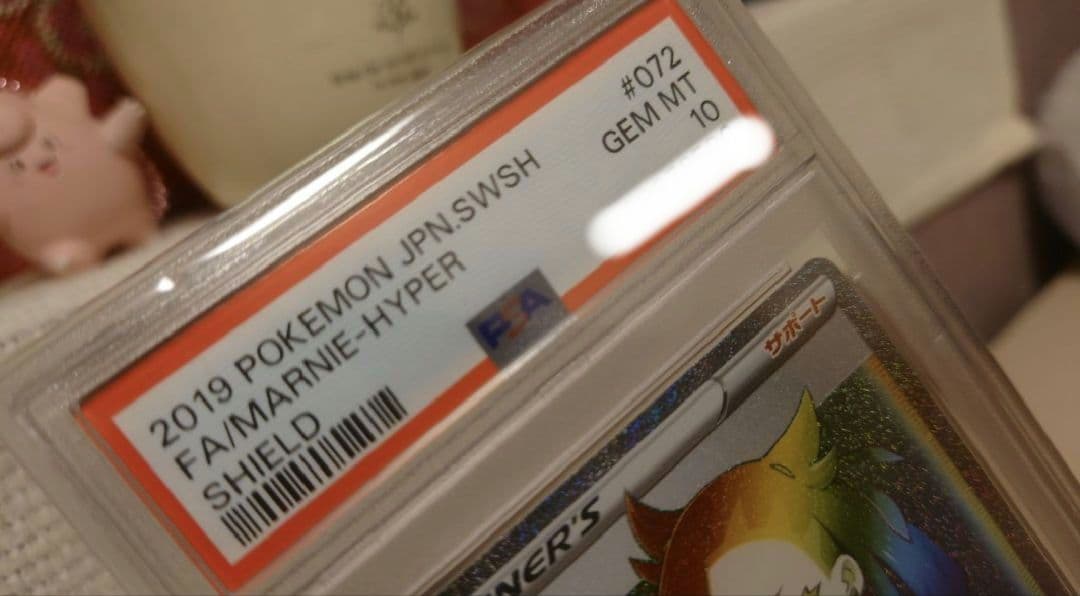 2019 POKEMON JPN.SWSH #072
FA/MARNIE-HYPER GEM MT
SHIELD 10
PSA
サポート
NER'S